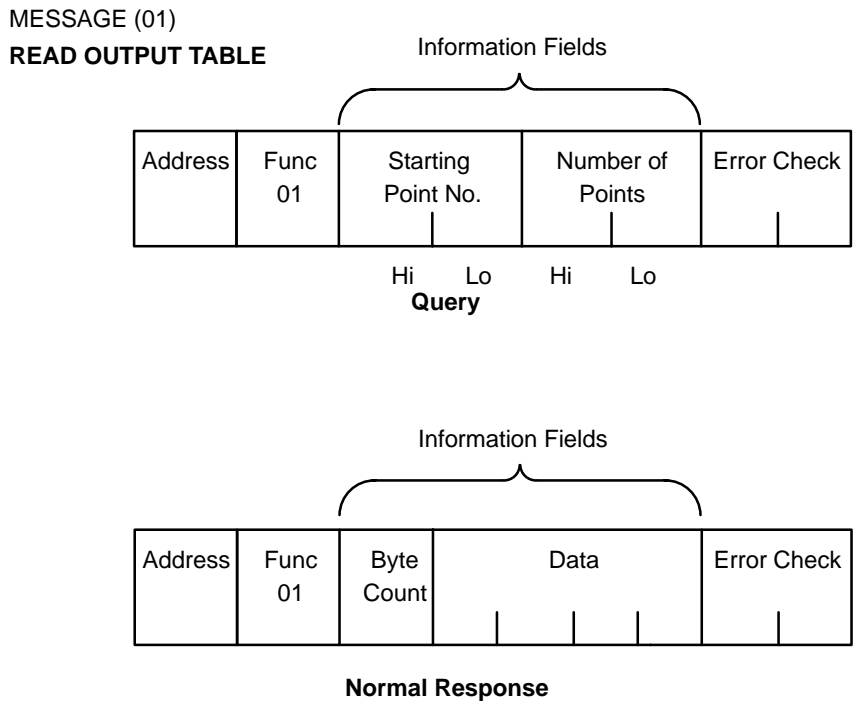 MESSAGE (01)
READ OUTPUT TABLE
Information Fields
Address Func Starting Number of Error Check
01 Point No. Points
Hi Lo Hi Lo
Query
Information Fields
Address Func Byte Data Error Check
01 Count
Normal Response